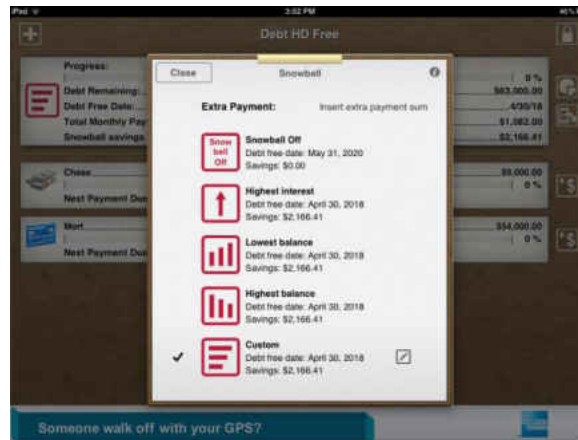 iPad
3:02 PM
46%
Debt HD Free
Progress:
0 %
Debt Remaining:
$63,000.00
Debt Free Date:
4/30/18
Total Monthly Pay
$1,082.00
Snowball savings
$2,166.41
Chase
$9,000.00
0 %
Next Payment Due
Mort
$54,000.00
0 %
Next Payment Due
Close
Snowball
Extra Payment:
Insert extra payment sum
Snow
ball
Off
Snowball Off
Debt free date: May 31, 2020
Savings: $0.00
Highest interest
Debt free date: April 30, 2018
Savings: $2,166.41
Lowest balance
Debt free date: April 30, 2018
Savings: $2,166.41
Highest balance
Debt free date: April 30, 2018
Savings: $2,166.41
Custom
Debt free date: April 30, 2018
Savings: $2,166.41
Someone walk off with your GPS?